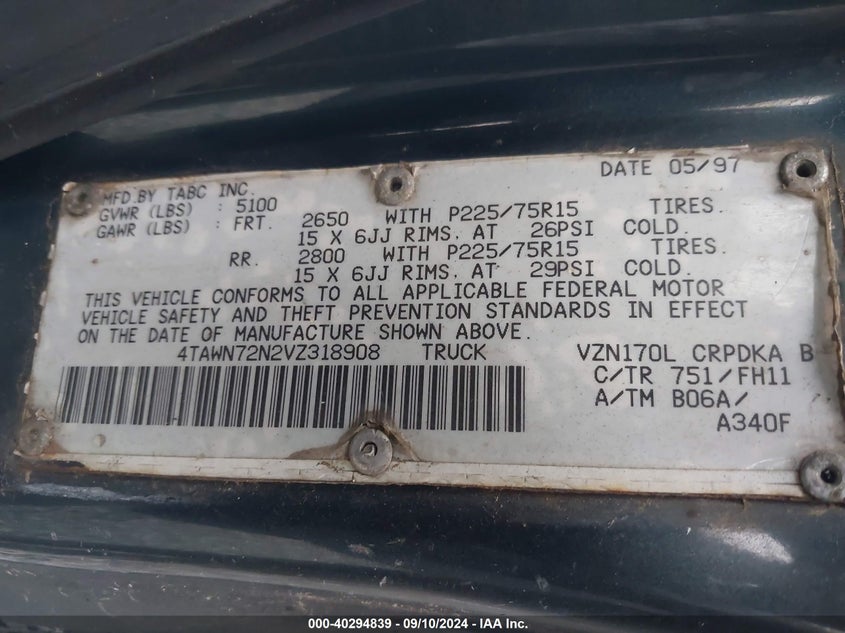 MFD.BY TABC INC. DATE 05/97
GVWR (LBS) : 5100
GAWR (LBS) : FRT. 2650 WITH P225/75R15 TIRES.
15 X 6JJ RIMS. AT 26PSI COLD.
RR. 2800 WITH P225/75R15 TIRES.
15 X 6JJ RIMS. AT 29PSI COLD.
THIS VEHICLE CONFORMS TO ALL APPLICABLE FEDERAL MOTOR
VEHICLE SAFETY AND THEFT PREVENTION STANDARDS IN EFFECT
ON THE DATE OF MANUFACTURE SHOWN ABOVE.
4TAWN72N2VZ318908 TRUCK VZN170L CRPDKA B
C/TR 751/FH11
A/TM B06A/
A340F
000-40294839 - 09/10/2024 - IAAI.com